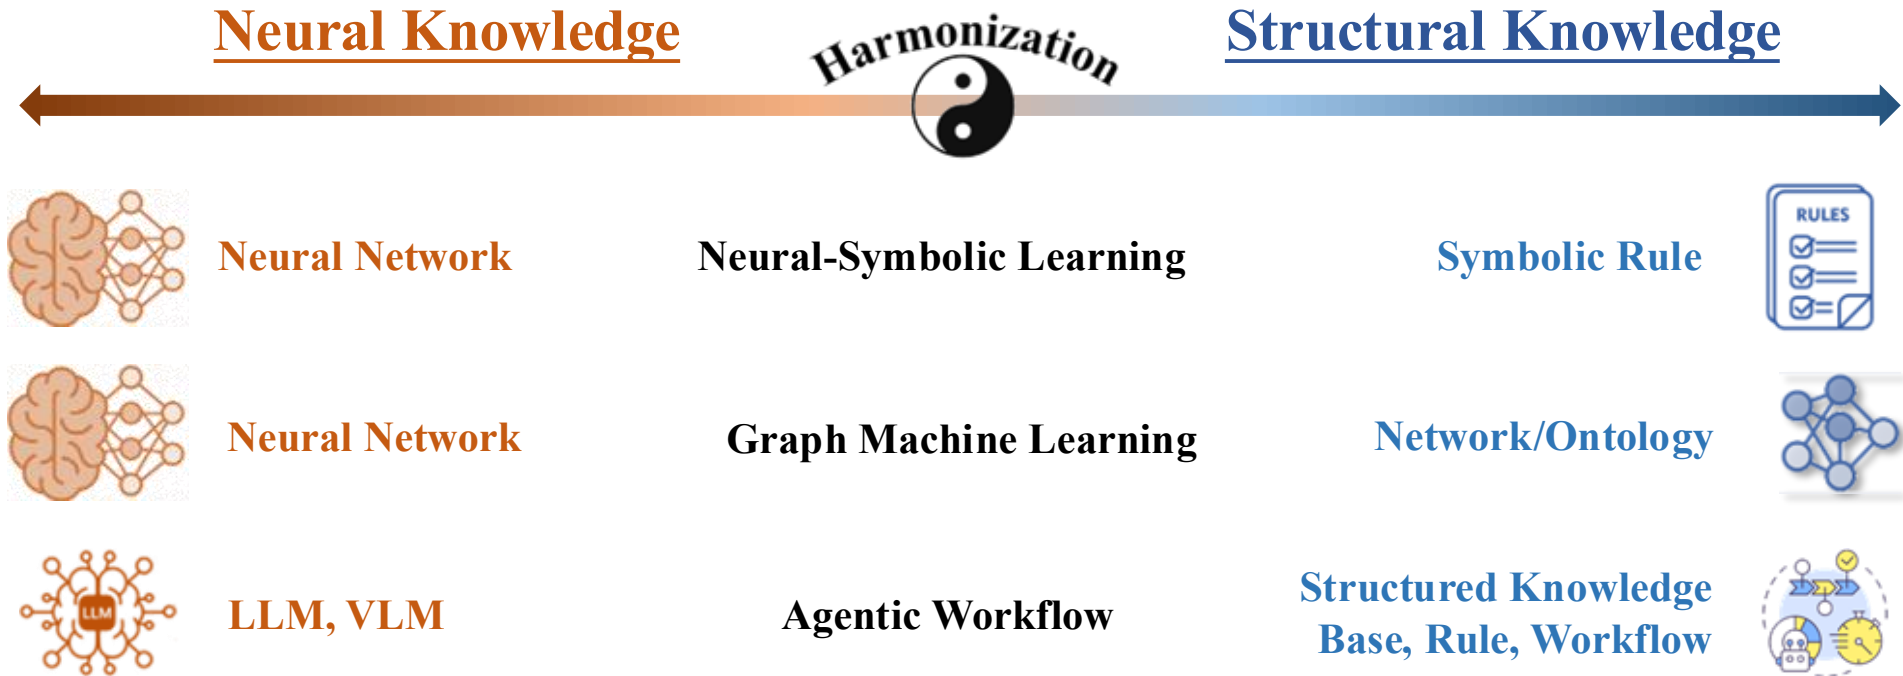 Neural Knowledge
Harmonization
Structural Knowledge
Neural Network
Neural-Symbolic Learning
Symbolic Rule
RULES
Neural Network
Graph Machine Learning
Network/Ontology
LLM
LLM, VLM
Agentic Workflow
Structured Knowledge
Base, Rule, Workflow